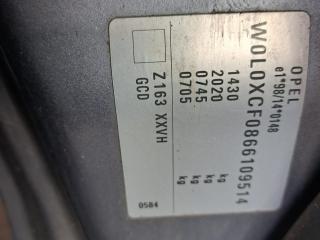 OPEL
e1*98/14*0148
W0L0XCF0866109514
1430 kg
2020 kg
0745 kg
0705 kg
Z163 XXVH
GCD
0584